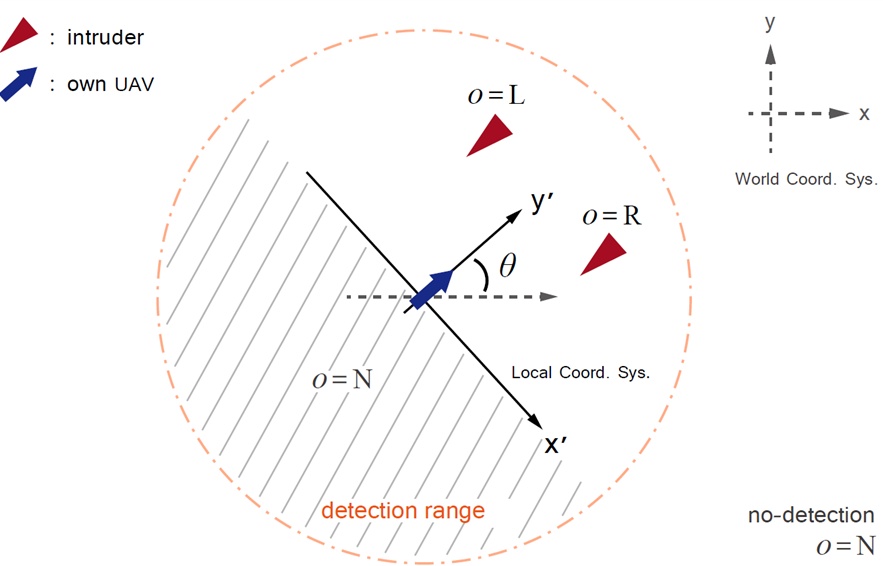 : intruder
: own UAV
y
x
World Coord. Sys.
o = L
y′
o = R
θ
o = N
Local Coord. Sys.
x′
detection range
no-detection
o = N